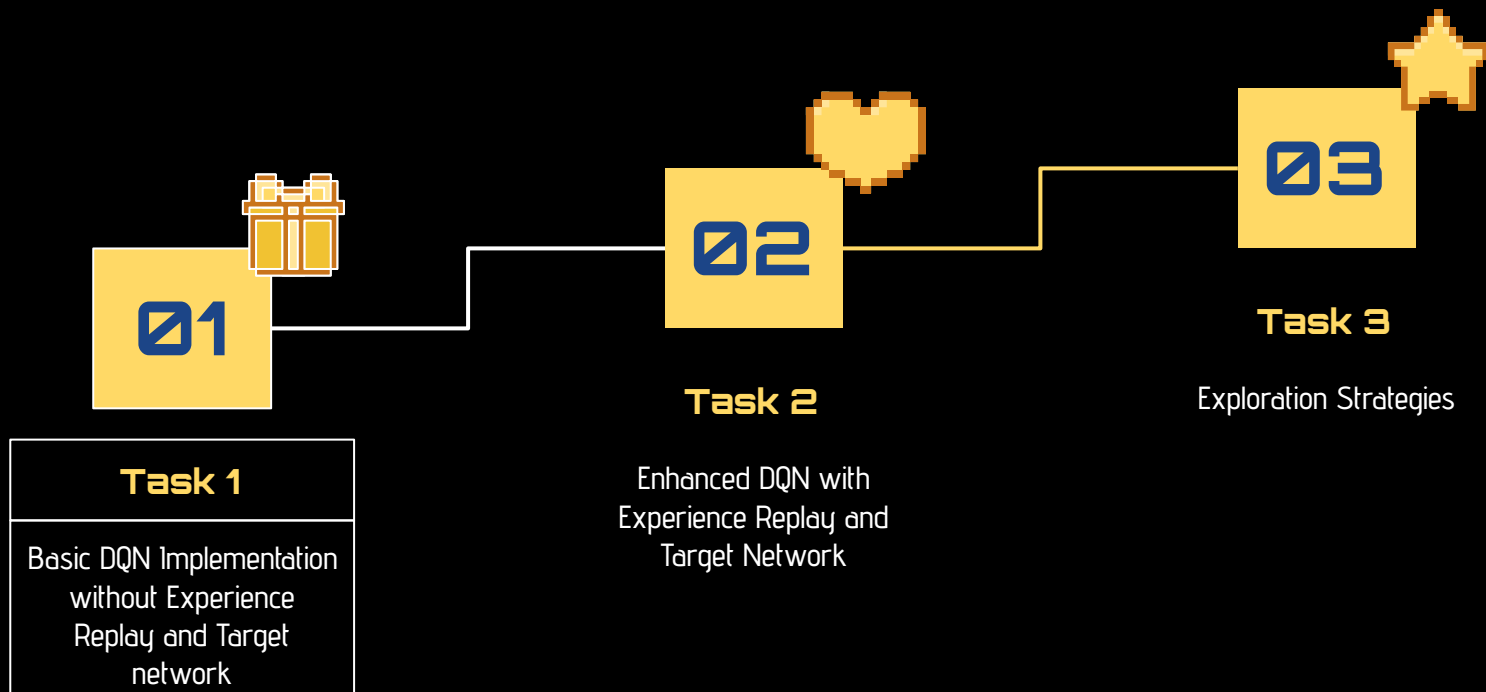 01
Task 1
Basic DQN Implementation
without Experience
Replay and Target
network
02
Task 2
Enhanced DQN with
Experience Replay and
Target Network
03
Task 3
Exploration Strategies